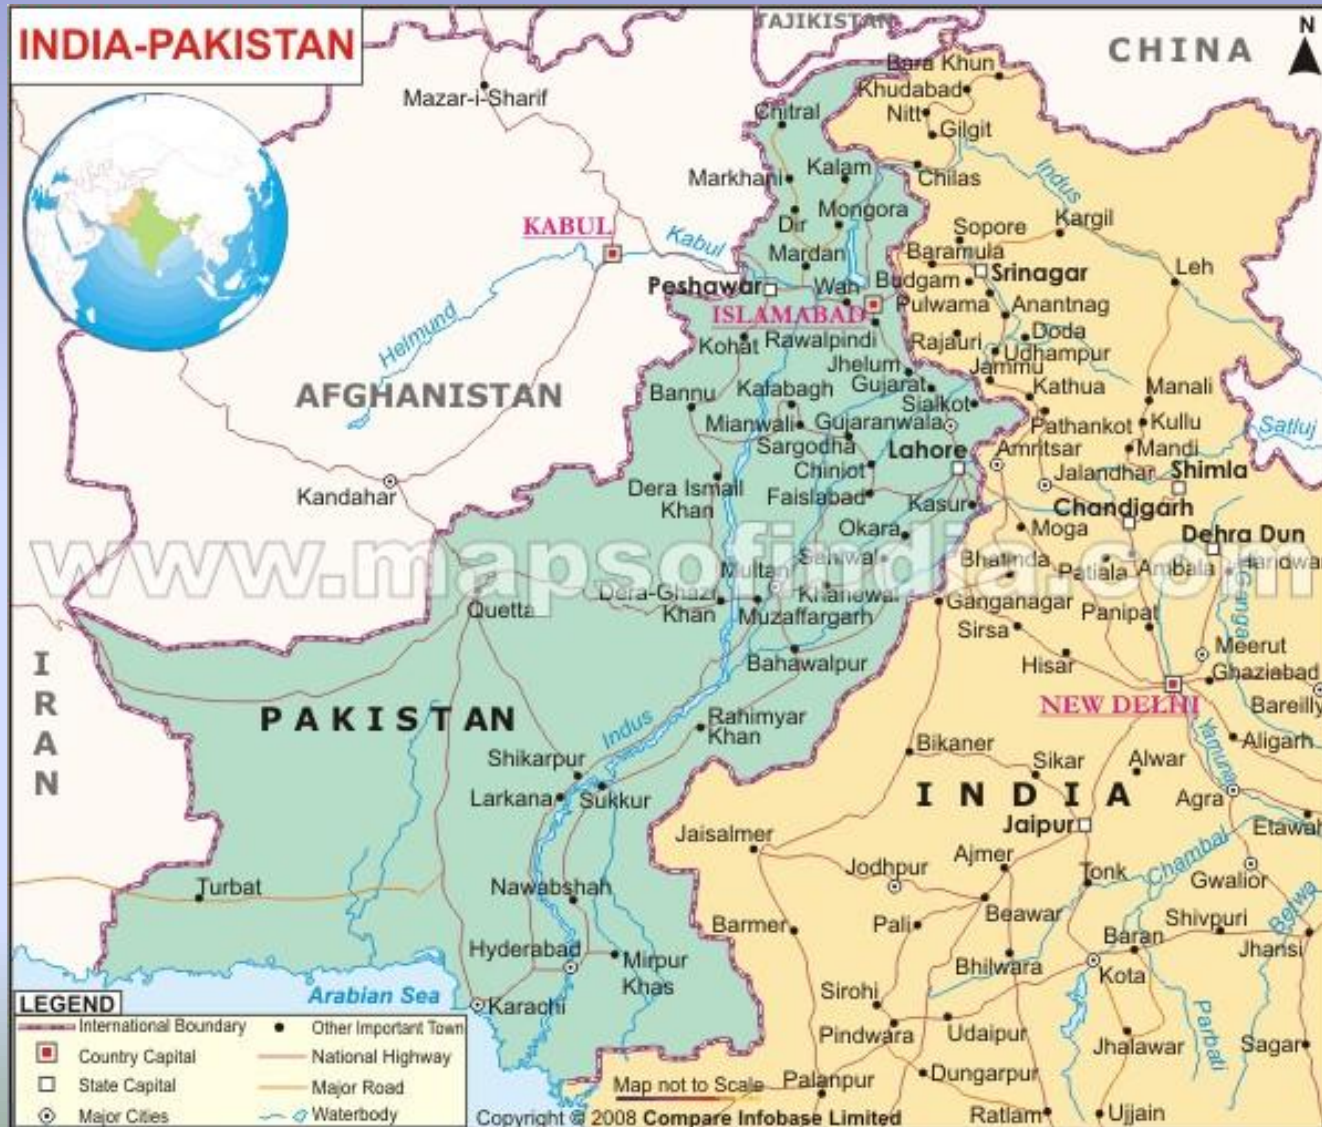 INDIA-PAKISTAN
TAJIKISTAN
CHINA
N
Bara Khun
Khudabad
Mazar-i-Sharif
Chitral
Nitt
Gilgit
Markhani
Kalam
Chilas
Indus
Dir
Mongora
Sopore
Kargil
KABUL
Kabul
Mardan
Baramula
Srinagar
Leh
Peshawar
Wah
Budgam
Pulwama
Anantnag
ISLAMABAD
Helmund
Kohat
Rawalpindi
Rajauri
Doda
Udhampur
Jhelum
Jammu
AFGHANISTAN
Bannu
Kalabagh
Gujarat
Kathua
Manali
Sialkot
Mianwali
Gujaranwala
Pathankot
Kullu
Satluj
Sargodha
Lahore
Amritsar
Mandi
Chiniot
Jalandhar
Shimla
Kandahar
Dera Ismail
Khan
Faislabad
Kasur
Chandigarh
Okara
Moga
Dehra Dun
www.mapsofindia.com
Sahiwal
Bhatinda
Patiala
Ambala
Haridwar
Multan
Quetta
Dera-Ghazi
Khan
Khanewal
Muzaffargarh
Ganganagar
Panipat
Ganga
Sirsa
IRAN
Bahawalpur
Hisar
Meerut
Ghaziabad
NEW DELHI
Bareilly
PAKISTAN
Indus
Rahimyar
Khan
Yamuna
Aligarh
Bikaner
Shikarpur
Sikar
Alwar
Larkana
Sukkur
INDIA
Agra
Jaipur
Etawah
Jaisalmer
Jodhpur
Ajmer
Chambal
Turbat
Nawabshah
Tonk
Gwalior
Beawar
Betwa
Barmer
Pali
Shivpuri
Hyderabad
Mirpur
Khas
Baran
Jhansi
Bhilwara
Kota
Arabian Sea
Karachi
Sirohi
Parbati
Pindwara
Udaipur
Jhalawar
Sagar
Dungarpur
Palanpur
Ratlam
Ujjain
LEGEND
International Boundary
Other Important Town
Country Capital
National Highway
State Capital
Major Road
Major Cities
Waterbody
Map not to Scale
Copyright © 2008 Compare Infobase Limited